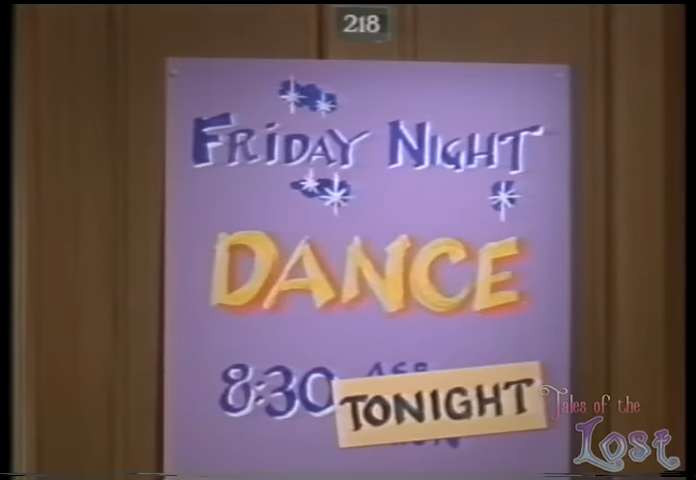 218
FRIDAY NIGHT
DANCE
8:30
TONIGHT
Tales of the
Lost